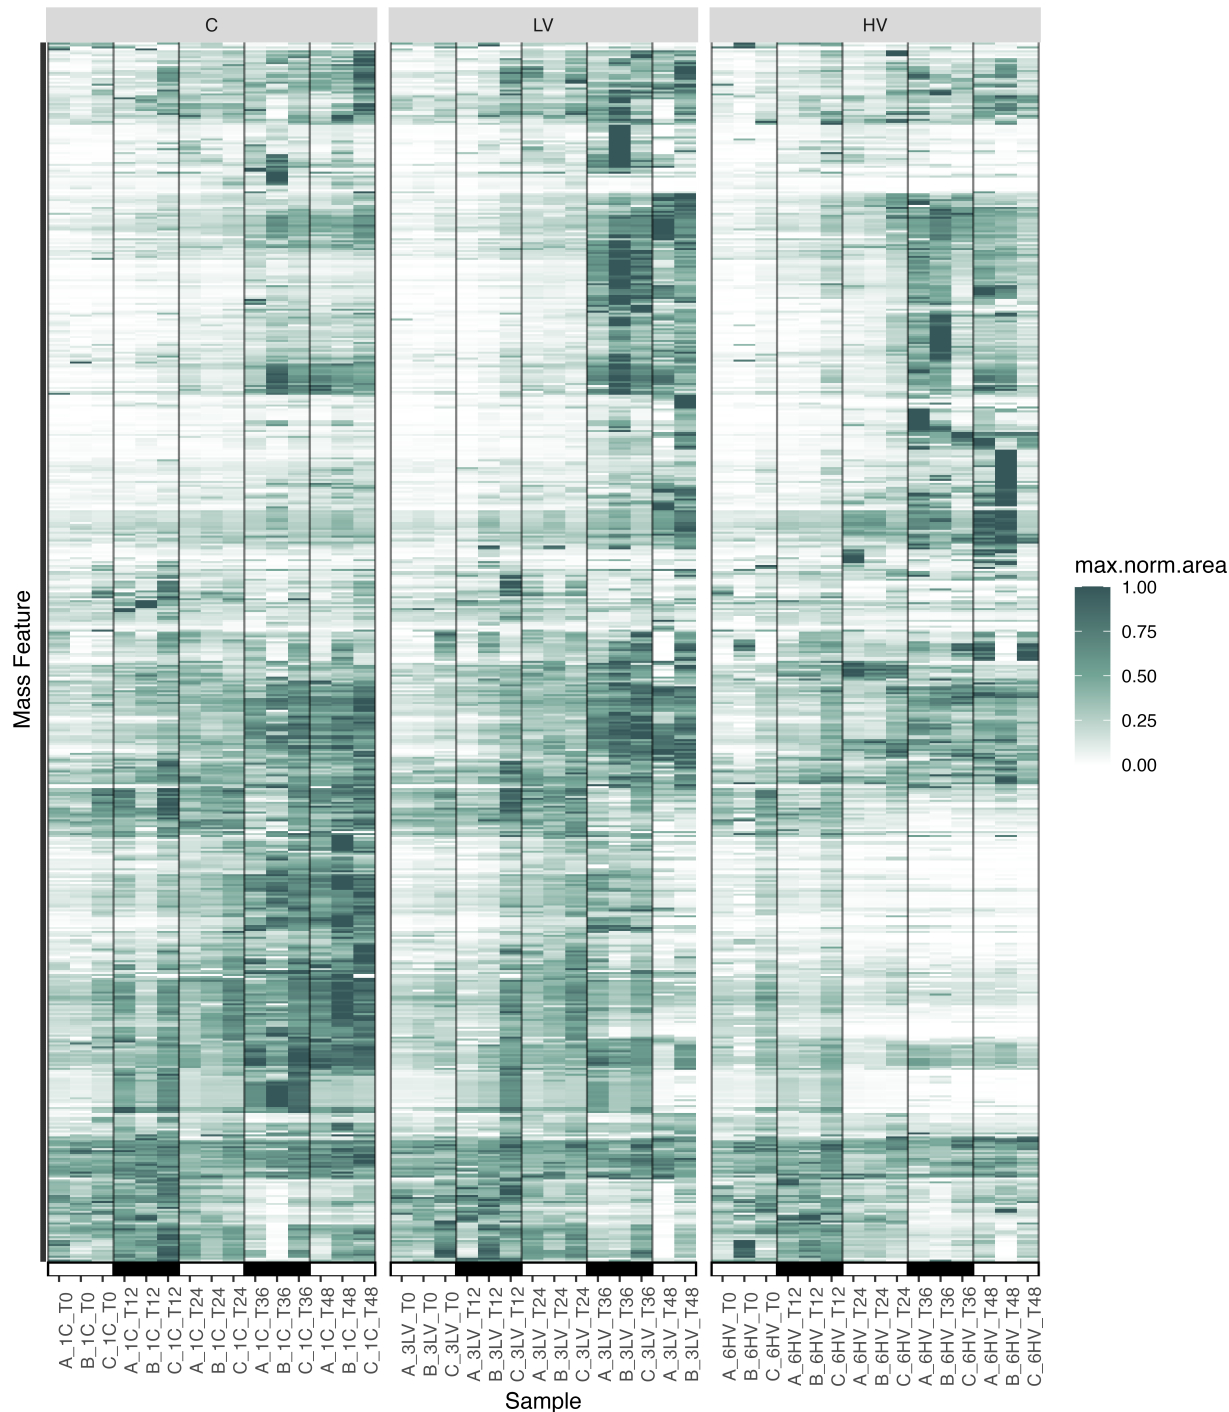 C
LV
HV
Mass Feature
max.norm.area
1.00
0.75
0.50
0.25
0.00
A_1C_T0
B_1C_T0
C_1C_T0
A_1C_T12
B_1C_T12
C_1C_T12
A_1C_T24
B_1C_T24
C_1C_T24
A_1C_T36
B_1C_T36
C_1C_T36
A_1C_T48
B_1C_T48
C_1C_T48
A_3LV_T0
B_3LV_T0
C_3LV_T0
A_3LV_T12
B_3LV_T12
C_3LV_T12
A_3LV_T24
B_3LV_T24
C_3LV_T24
A_3LV_T36
B_3LV_T36
C_3LV_T36
A_3LV_T48
B_3LV_T48
A_6HV_T0
B_6HV_T0
C_6HV_T0
A_6HV_T12
B_6HV_T12
C_6HV_T12
A_6HV_T24
B_6HV_T24
C_6HV_T24
A_6HV_T36
B_6HV_T36
C_6HV_T36
A_6HV_T48
B_6HV_T48
C_6HV_T48
Sample